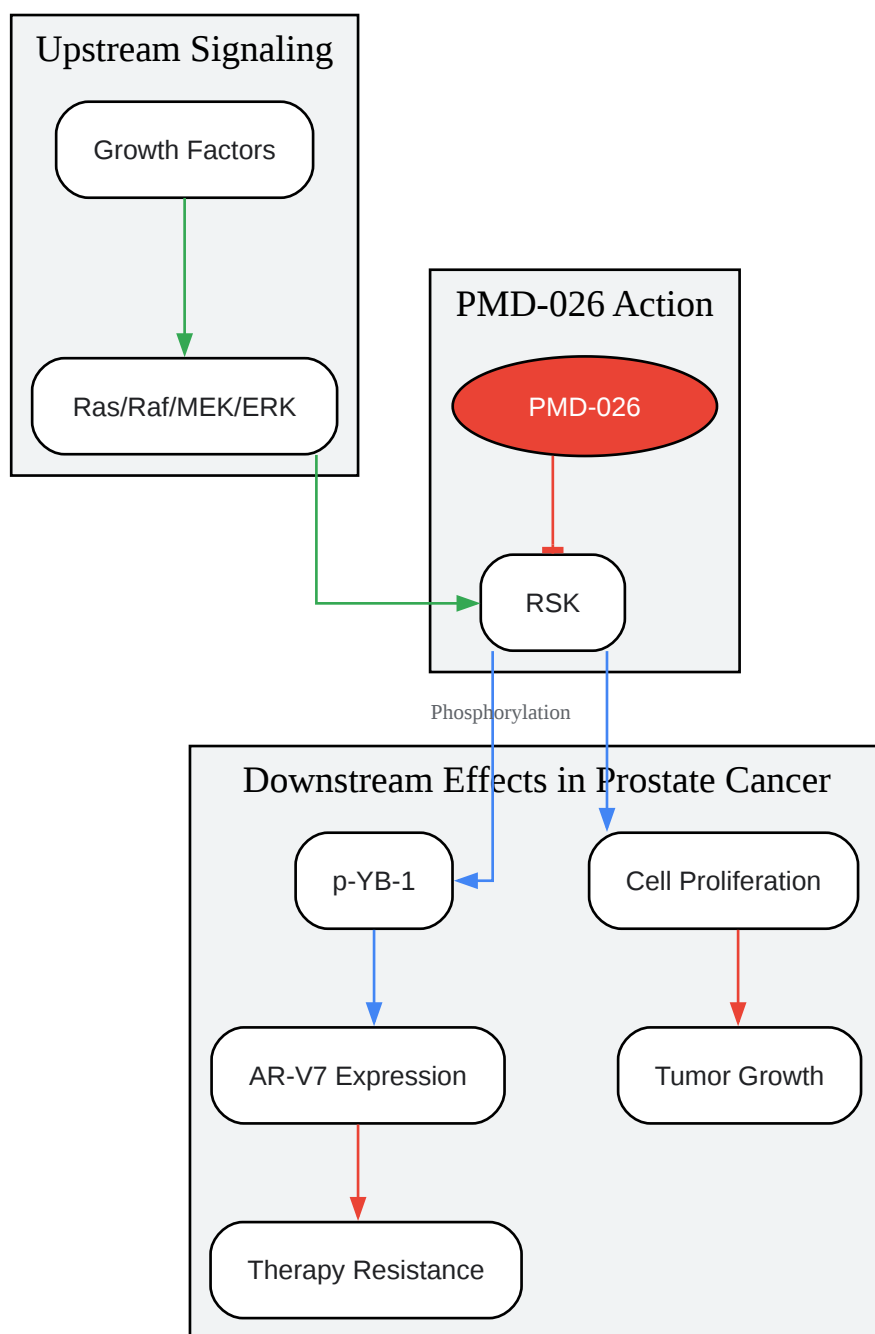 Upstream Signaling
Growth Factors
Ras/Raf/MEK/ERK
PMD-026 Action
PMD-026
RSK
Phosphorylation
Downstream Effects in Prostate Cancer
p-YB-1
Cell Proliferation
AR-V7 Expression
Tumor Growth
Therapy Resistance